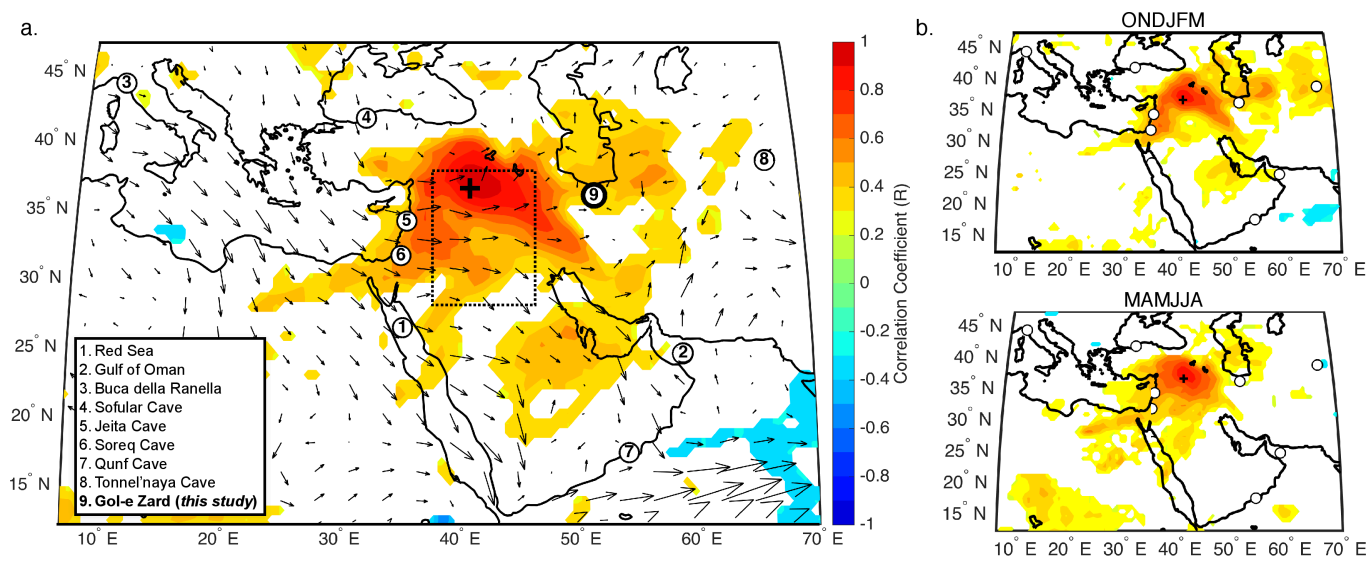 a.
45° N
40° N
35° N
30° N
25° N
20° N
15° N
10° E
20° E
30° E
40° E
50° E
60° E
70° E
3
4
8
9
5
6
1
2
7
1. Red Sea
2. Gulf of Oman
3. Buca della Ranella
4. Sofular Cave
5. Jeita Cave
6. Soreq Cave
7. Qunf Cave
8. Tonnel'naya Cave
9. Gol-e Zard (this study)
1
0.8
0.6
0.4
0.2
0
-0.2
-0.4
-0.6
-0.8
-1
Correlation Coefficient (R)
b.
ONDJFM
45° N
40° N
35° N
30° N
25° N
20° N
15° N
10° E
20° E
30° E
40° E
50° E
60° E
70° E
MAMJJA
45° N
40° N
35° N
30° N
25° N
20° N
15° N
10° E
20° E
30° E
40° E
50° E
60° E
70° E